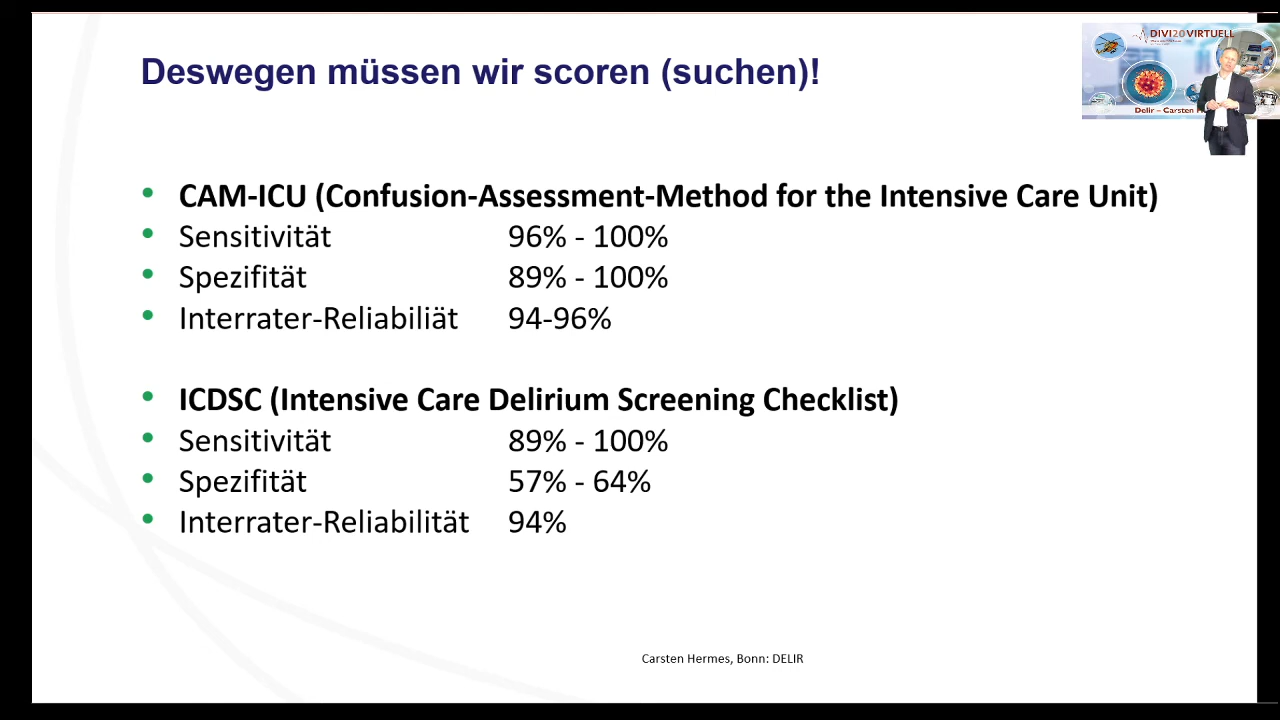 Deswegen müssen wir scoren (suchen)!
DIVI20VIRTUELL
Delir – Carsten
• CAM-ICU (Confusion-Assessment-Method for the Intensive Care Unit)
• Sensitivität 96% - 100%
• Spezifität 89% - 100%
• Interrater-Reliabiliät 94-96%
• ICDSC (Intensive Care Delirium Screening Checklist)
• Sensitivität 89% - 100%
• Spezifität 57% - 64%
• Interrater-Reliabilität 94%
Carsten Hermes, Bonn: DELIR